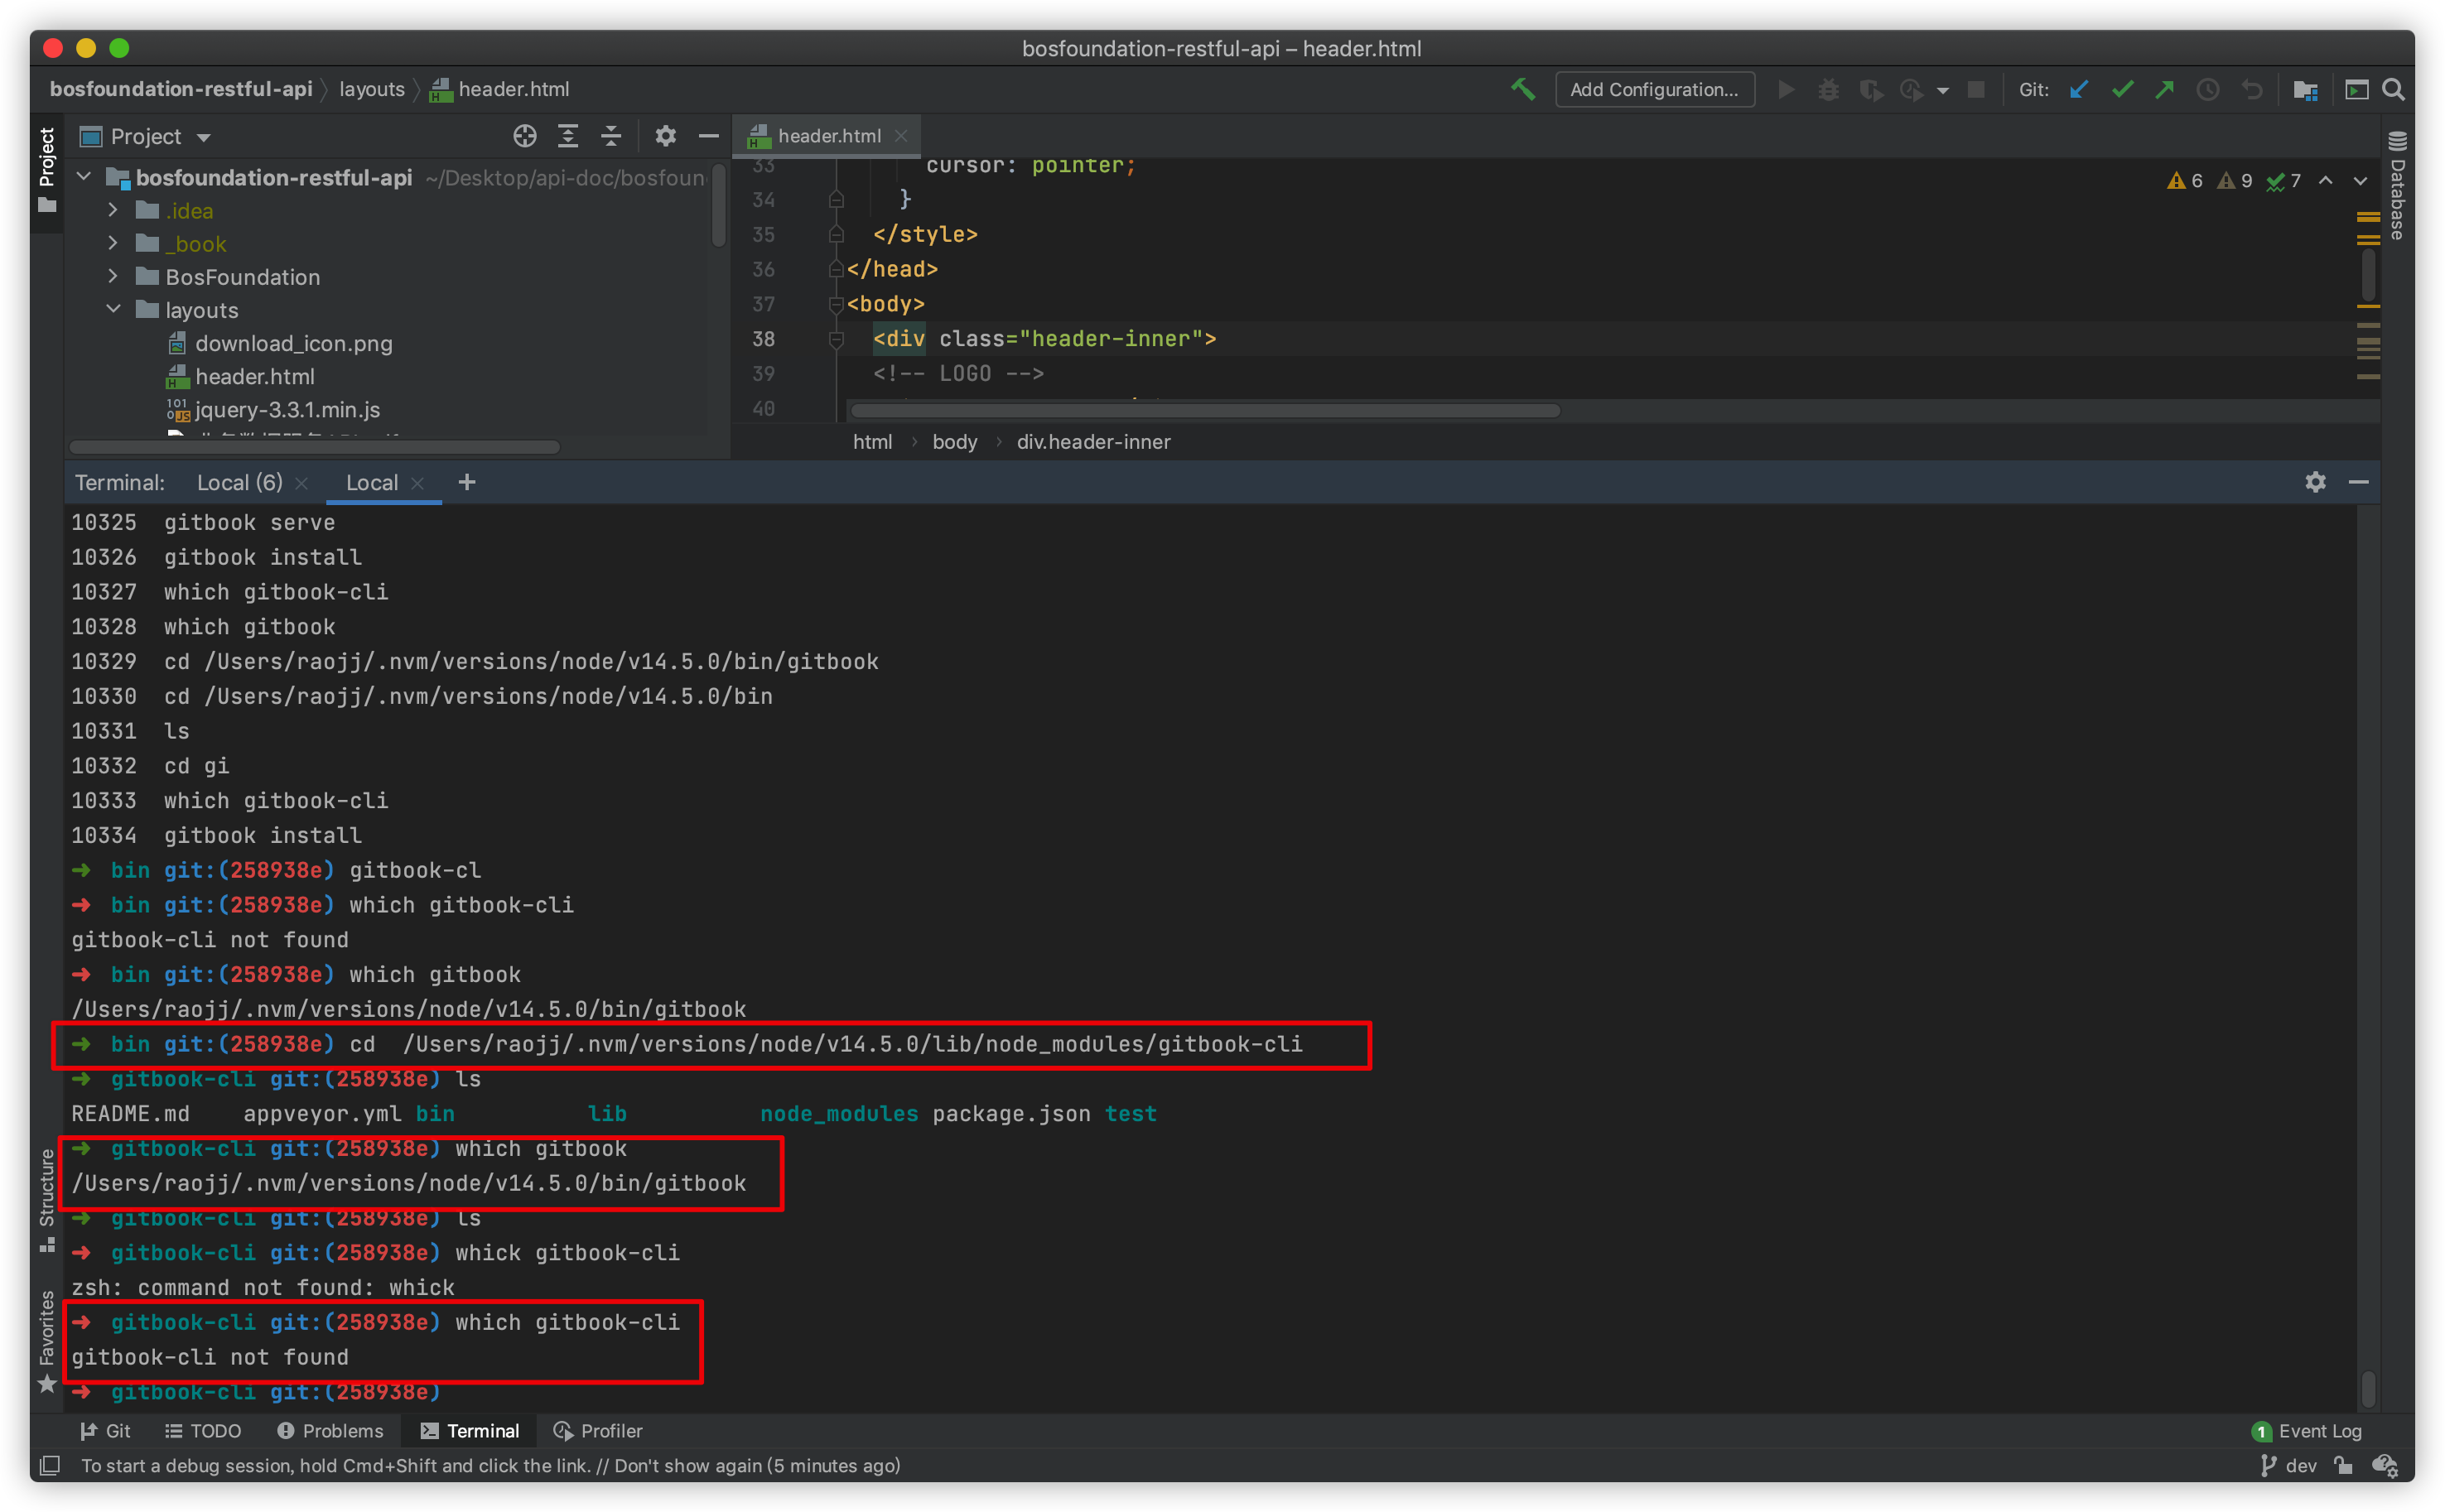 bosfoundation-restful-api – header.html
bosfoundation-restful-api layouts header.html
Add Configuration...
Git:
Project
Project
header.html
Database
bosfoundation-restful-api ~/Desktop/api-doc/bosfoun
.idea
_book
BosFoundation
layouts
download_icon.png
header.html
jquery-3.3.1.min.js
6 9 7
33 cursor: pointer;
34 }
35 </style>
36 </head>
37 <body>
38 <div class="header-inner">
39 <!-- LOGO -->
40
html body div.header-inner
Terminal: Local (6) Local
10325 gitbook serve
10326 gitbook install
10327 which gitbook-cli
10328 which gitbook
10329 cd /Users/raojj/.nvm/versions/node/v14.5.0/bin/gitbook
10330 cd /Users/raojj/.nvm/versions/node/v14.5.0/bin
10331 ls
10332 cd gi
10333 which gitbook-cli
10334 gitbook install
➜ bin git:(258938e) gitbook-cl
➜ bin git:(258938e) which gitbook-cli
gitbook-cli not found
➜ bin git:(258938e) which gitbook
/Users/raojj/.nvm/versions/node/v14.5.0/bin/gitbook
➜ bin git:(258938e) cd /Users/raojj/.nvm/versions/node/v14.5.0/lib/node_modules/gitbook-cli
➜ gitbook-cli git:(258938e) ls
README.md appveyor.yml bin lib node_modules package.json test
➜ gitbook-cli git:(258938e) which gitbook
/Users/raojj/.nvm/versions/node/v14.5.0/bin/gitbook
➜ gitbook-cli git:(258938e) ls
➜ gitbook-cli git:(258938e) whick gitbook-cli
zsh: command not found: whick
➜ gitbook-cli git:(258938e) which gitbook-cli
gitbook-cli not found
➜ gitbook-cli git:(258938e)
Structure
Favorites
Git TODO Problems Terminal Profiler
1 Event Log
To start a debug session, hold Cmd+Shift and click the link. // Don't show again (5 minutes ago)
dev